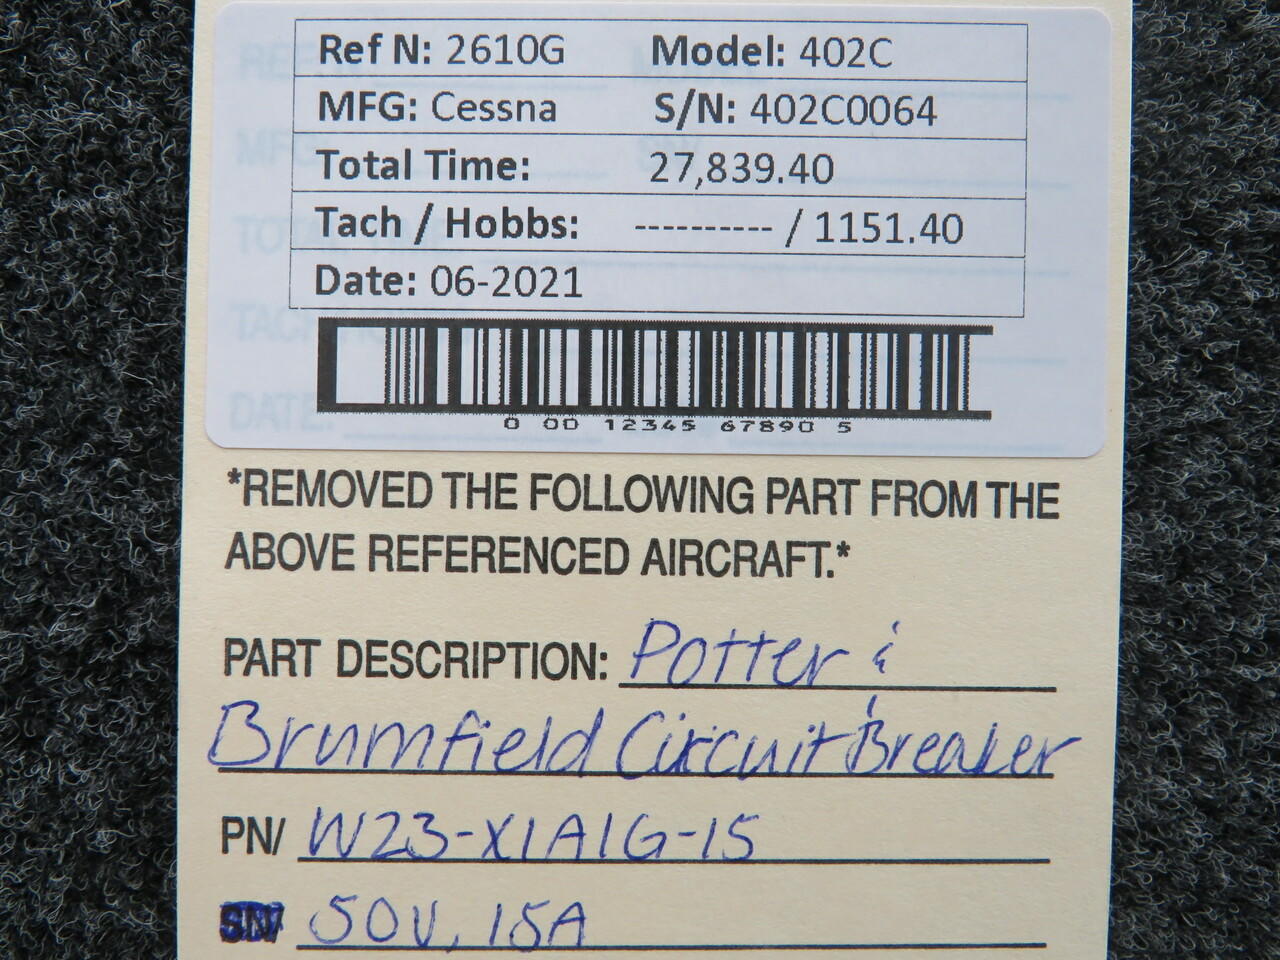 Ref N: 2610G Model: 402C
MFG: Cessna S/N: 402C0064
Total Time: 27,839.40
Tach / Hobbs: ---------- / 1151.40
Date: 06-2021
0 00 12345 67890 5
*REMOVED THE FOLLOWING PART FROM THE
ABOVE REFERENCED AIRCRAFT.*
PART DESCRIPTION: Potter &
Brumfield Circuit Breaker
PN/ W23-X1A1G-15
SN/ 50V, 15A